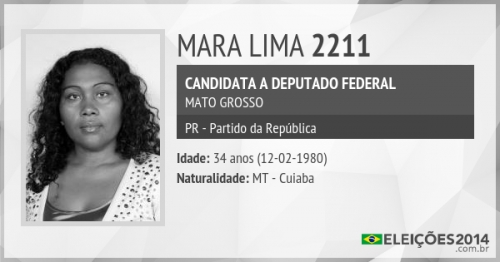 MARA LIMA 2211
CANDIDATA A DEPUTADO FEDERAL
MATO GROSSO
PR - Partido da República
Idade: 34 anos (12-02-1980)
Naturalidade: MT - Cuiaba
ELEIÇÕES2014
.com.br